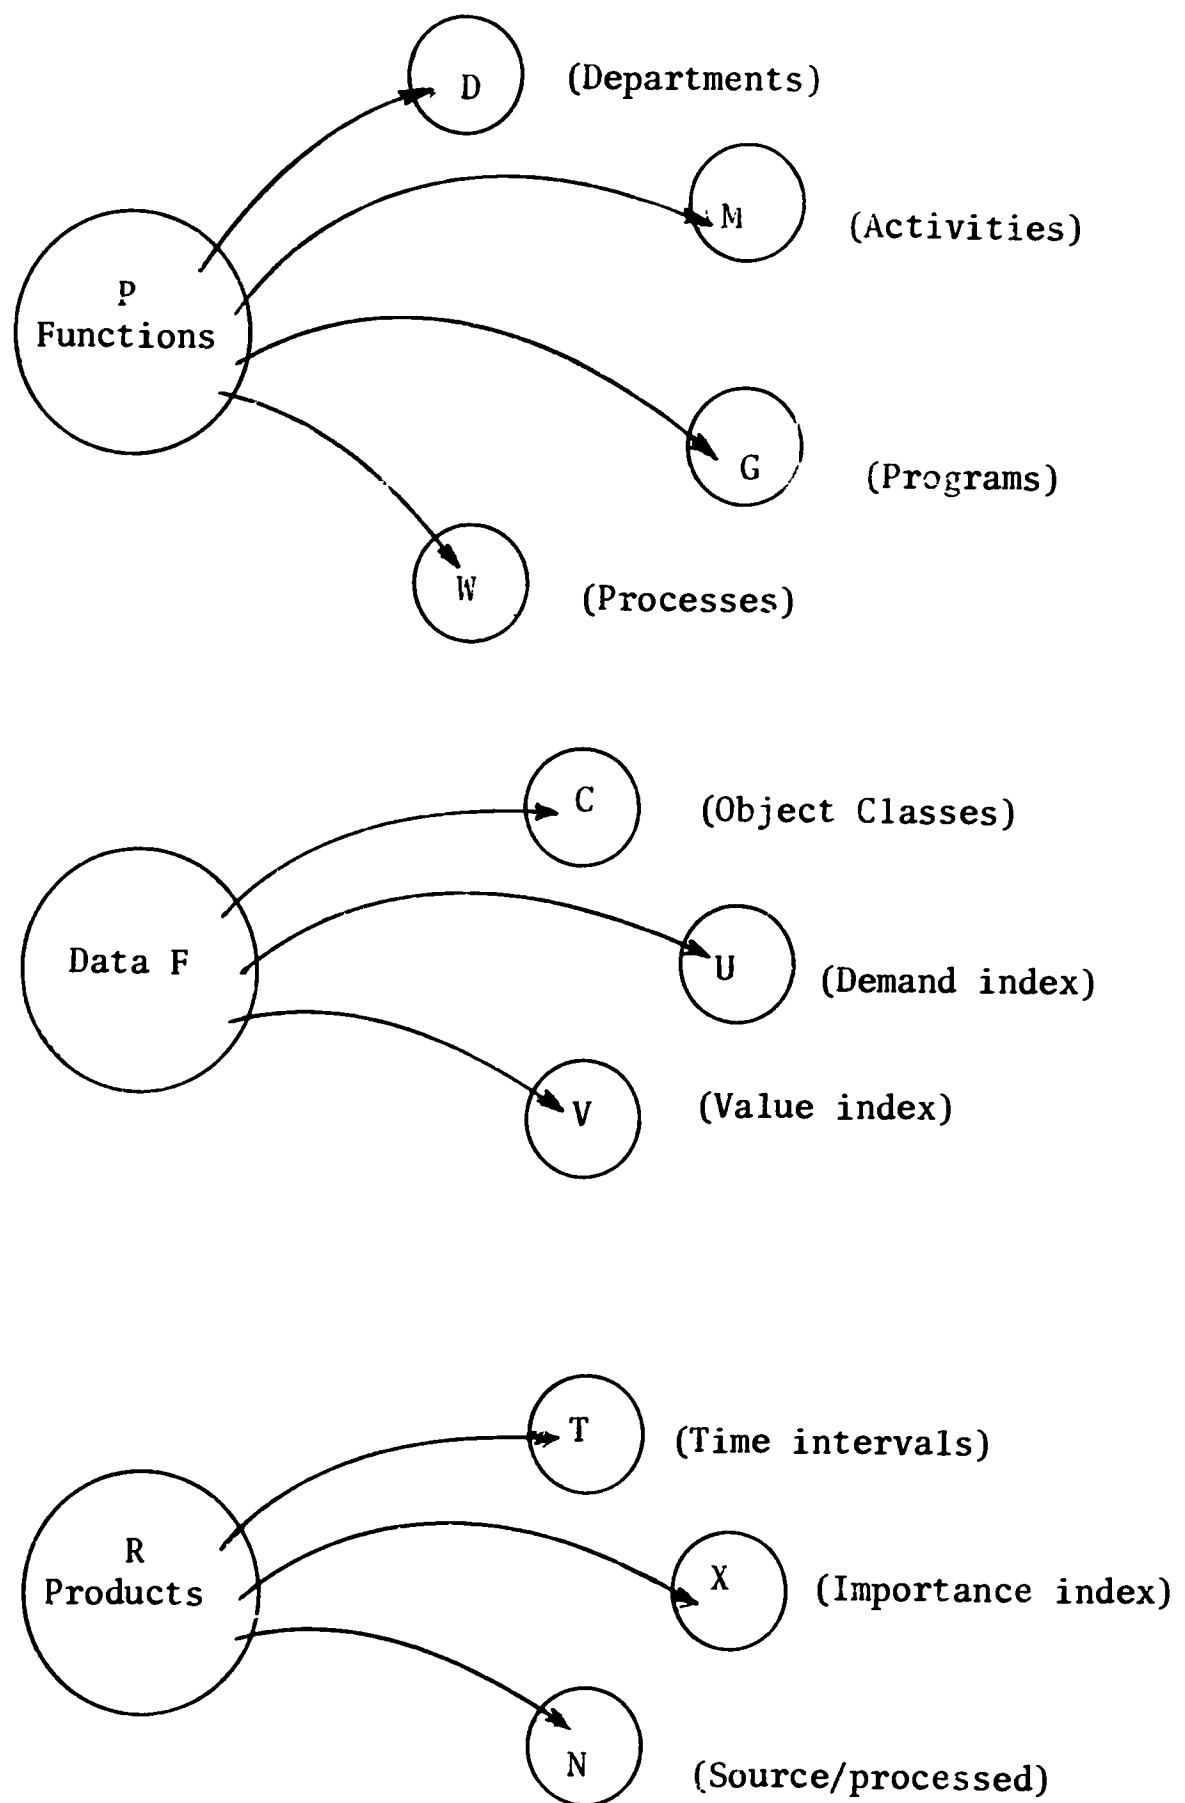 D (Departments)
M (Activities)
P
Functions
G (Programs)
W (Processes)
C (Object Classes)
Data F
U (Demand index)
V (Value index)
T (Time intervals)
R
Products
X (Importance index)
N (Source/processed)